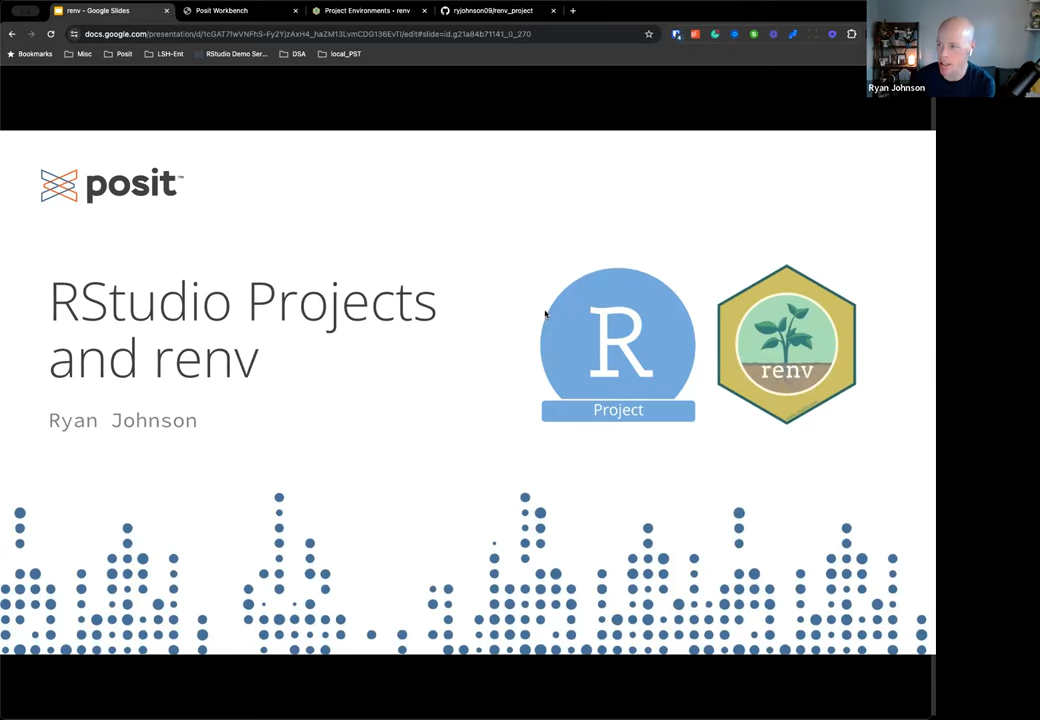 renv - Google Slides
Posit Workbench
Project Environments • renv
ryjohnson09/renv_project
Bookmarks
Misc
Posit
LSH-Ent
RStudio Demo Ser...
DSA
local_PST
Ryan Johnson
posit™
RStudio Projects
and renv
Ryan Johnson
R
Project
renv